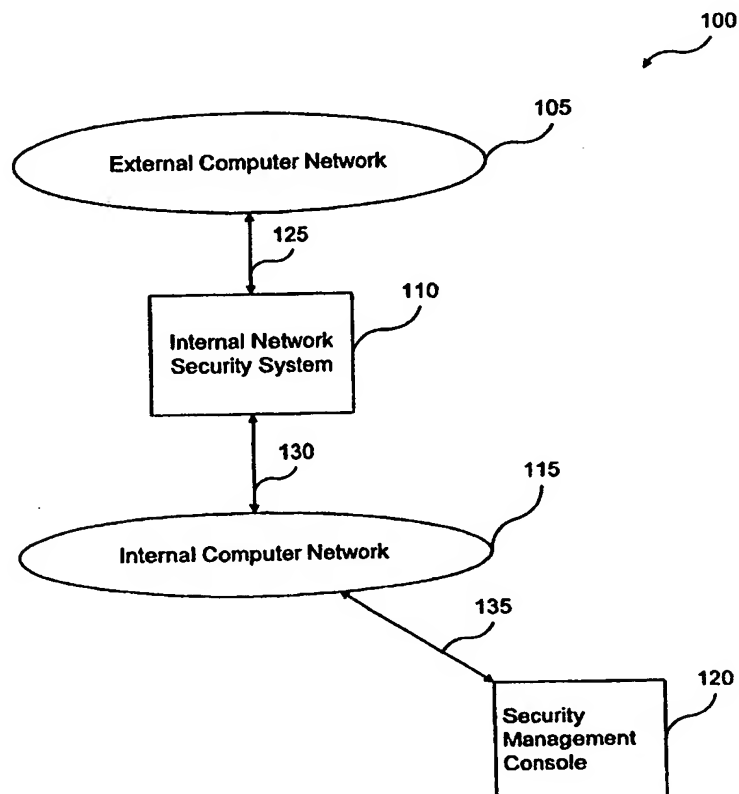 100
105
External Computer Network
125
110
Internal Network
Security System
130
115
Internal Computer Network
135
120
Security
Management
Console